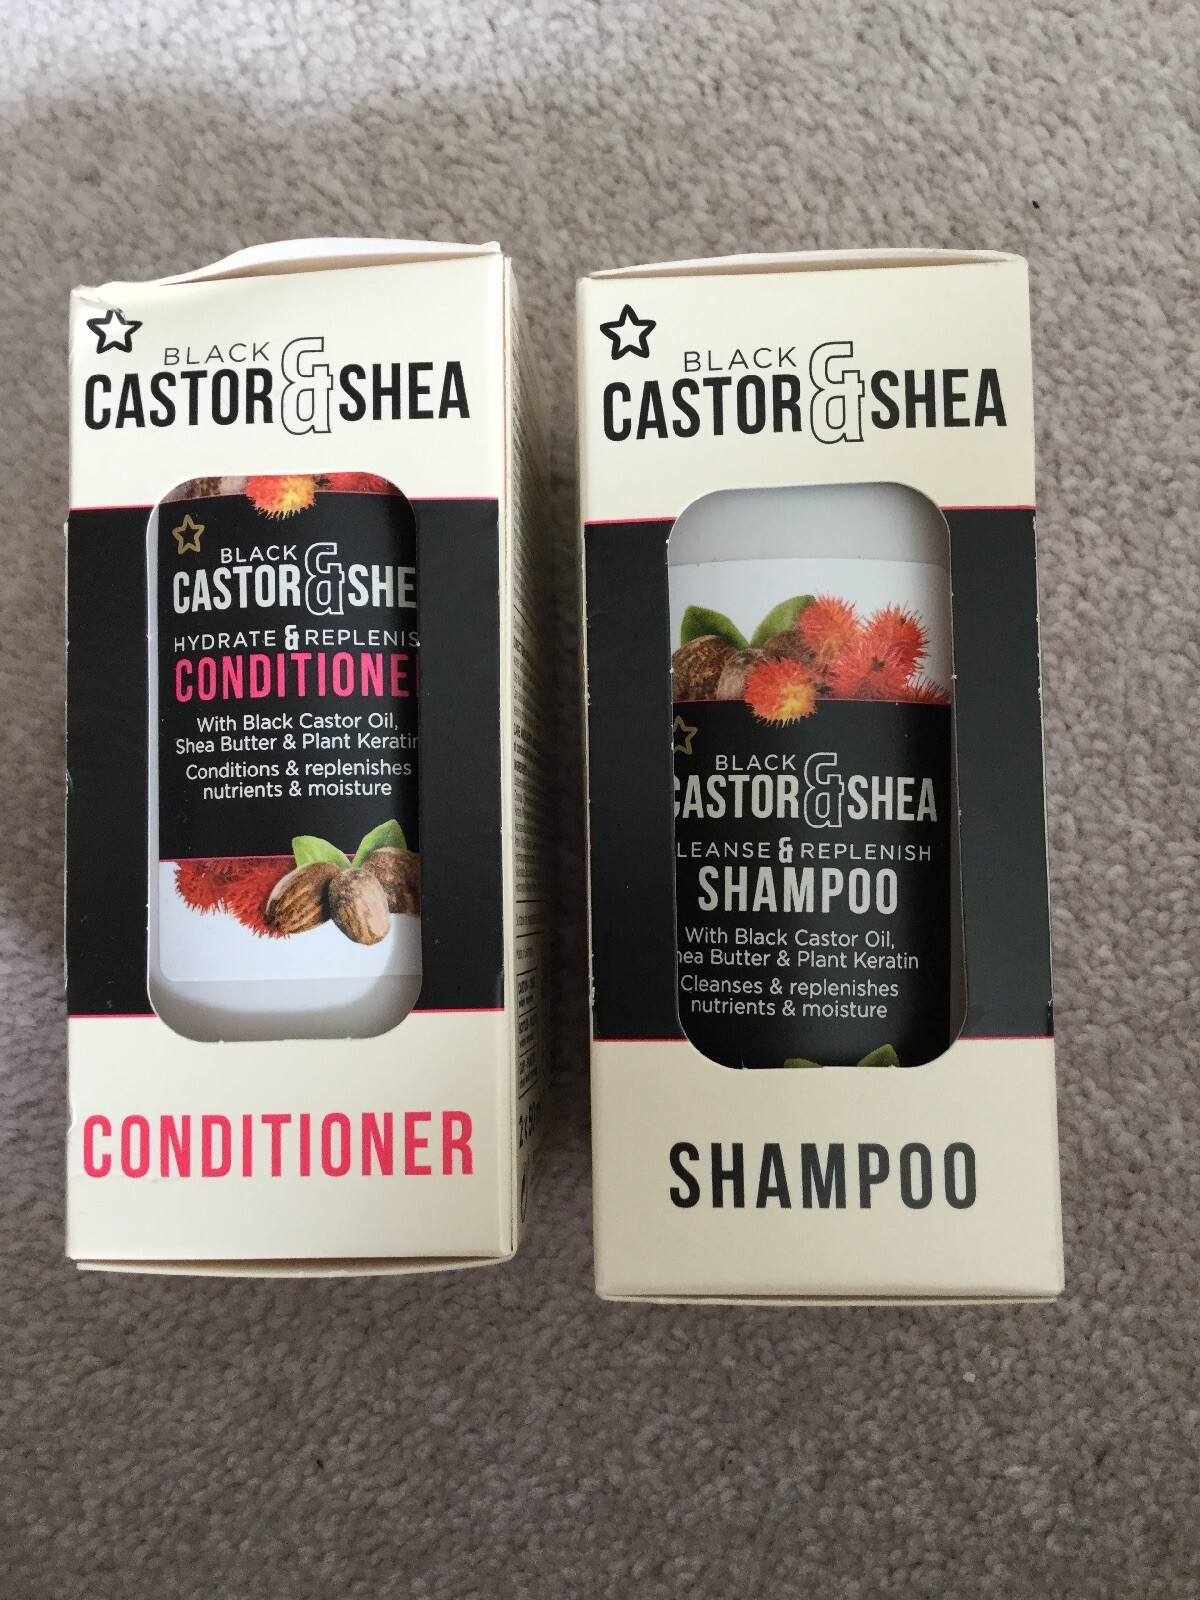 BLACK
CASTOR & SHEA
BLACK
CASTOR & SHE
HYDRATE & REPLENIS
CONDITIONE
With Black Castor Oil,
Shea Butter & Plant Keratin
Conditions & replenishes
nutrients & moisture
CONDITIONER
BLACK
CASTOR & SHEA
BLACK
CASTOR & SHEA
LEANSE & REPLENISH
SHAMPOO
With Black Castor Oil,
hea Butter & Plant Keratin
Cleanses & replenishes
nutrients & moisture
SHAMPOO